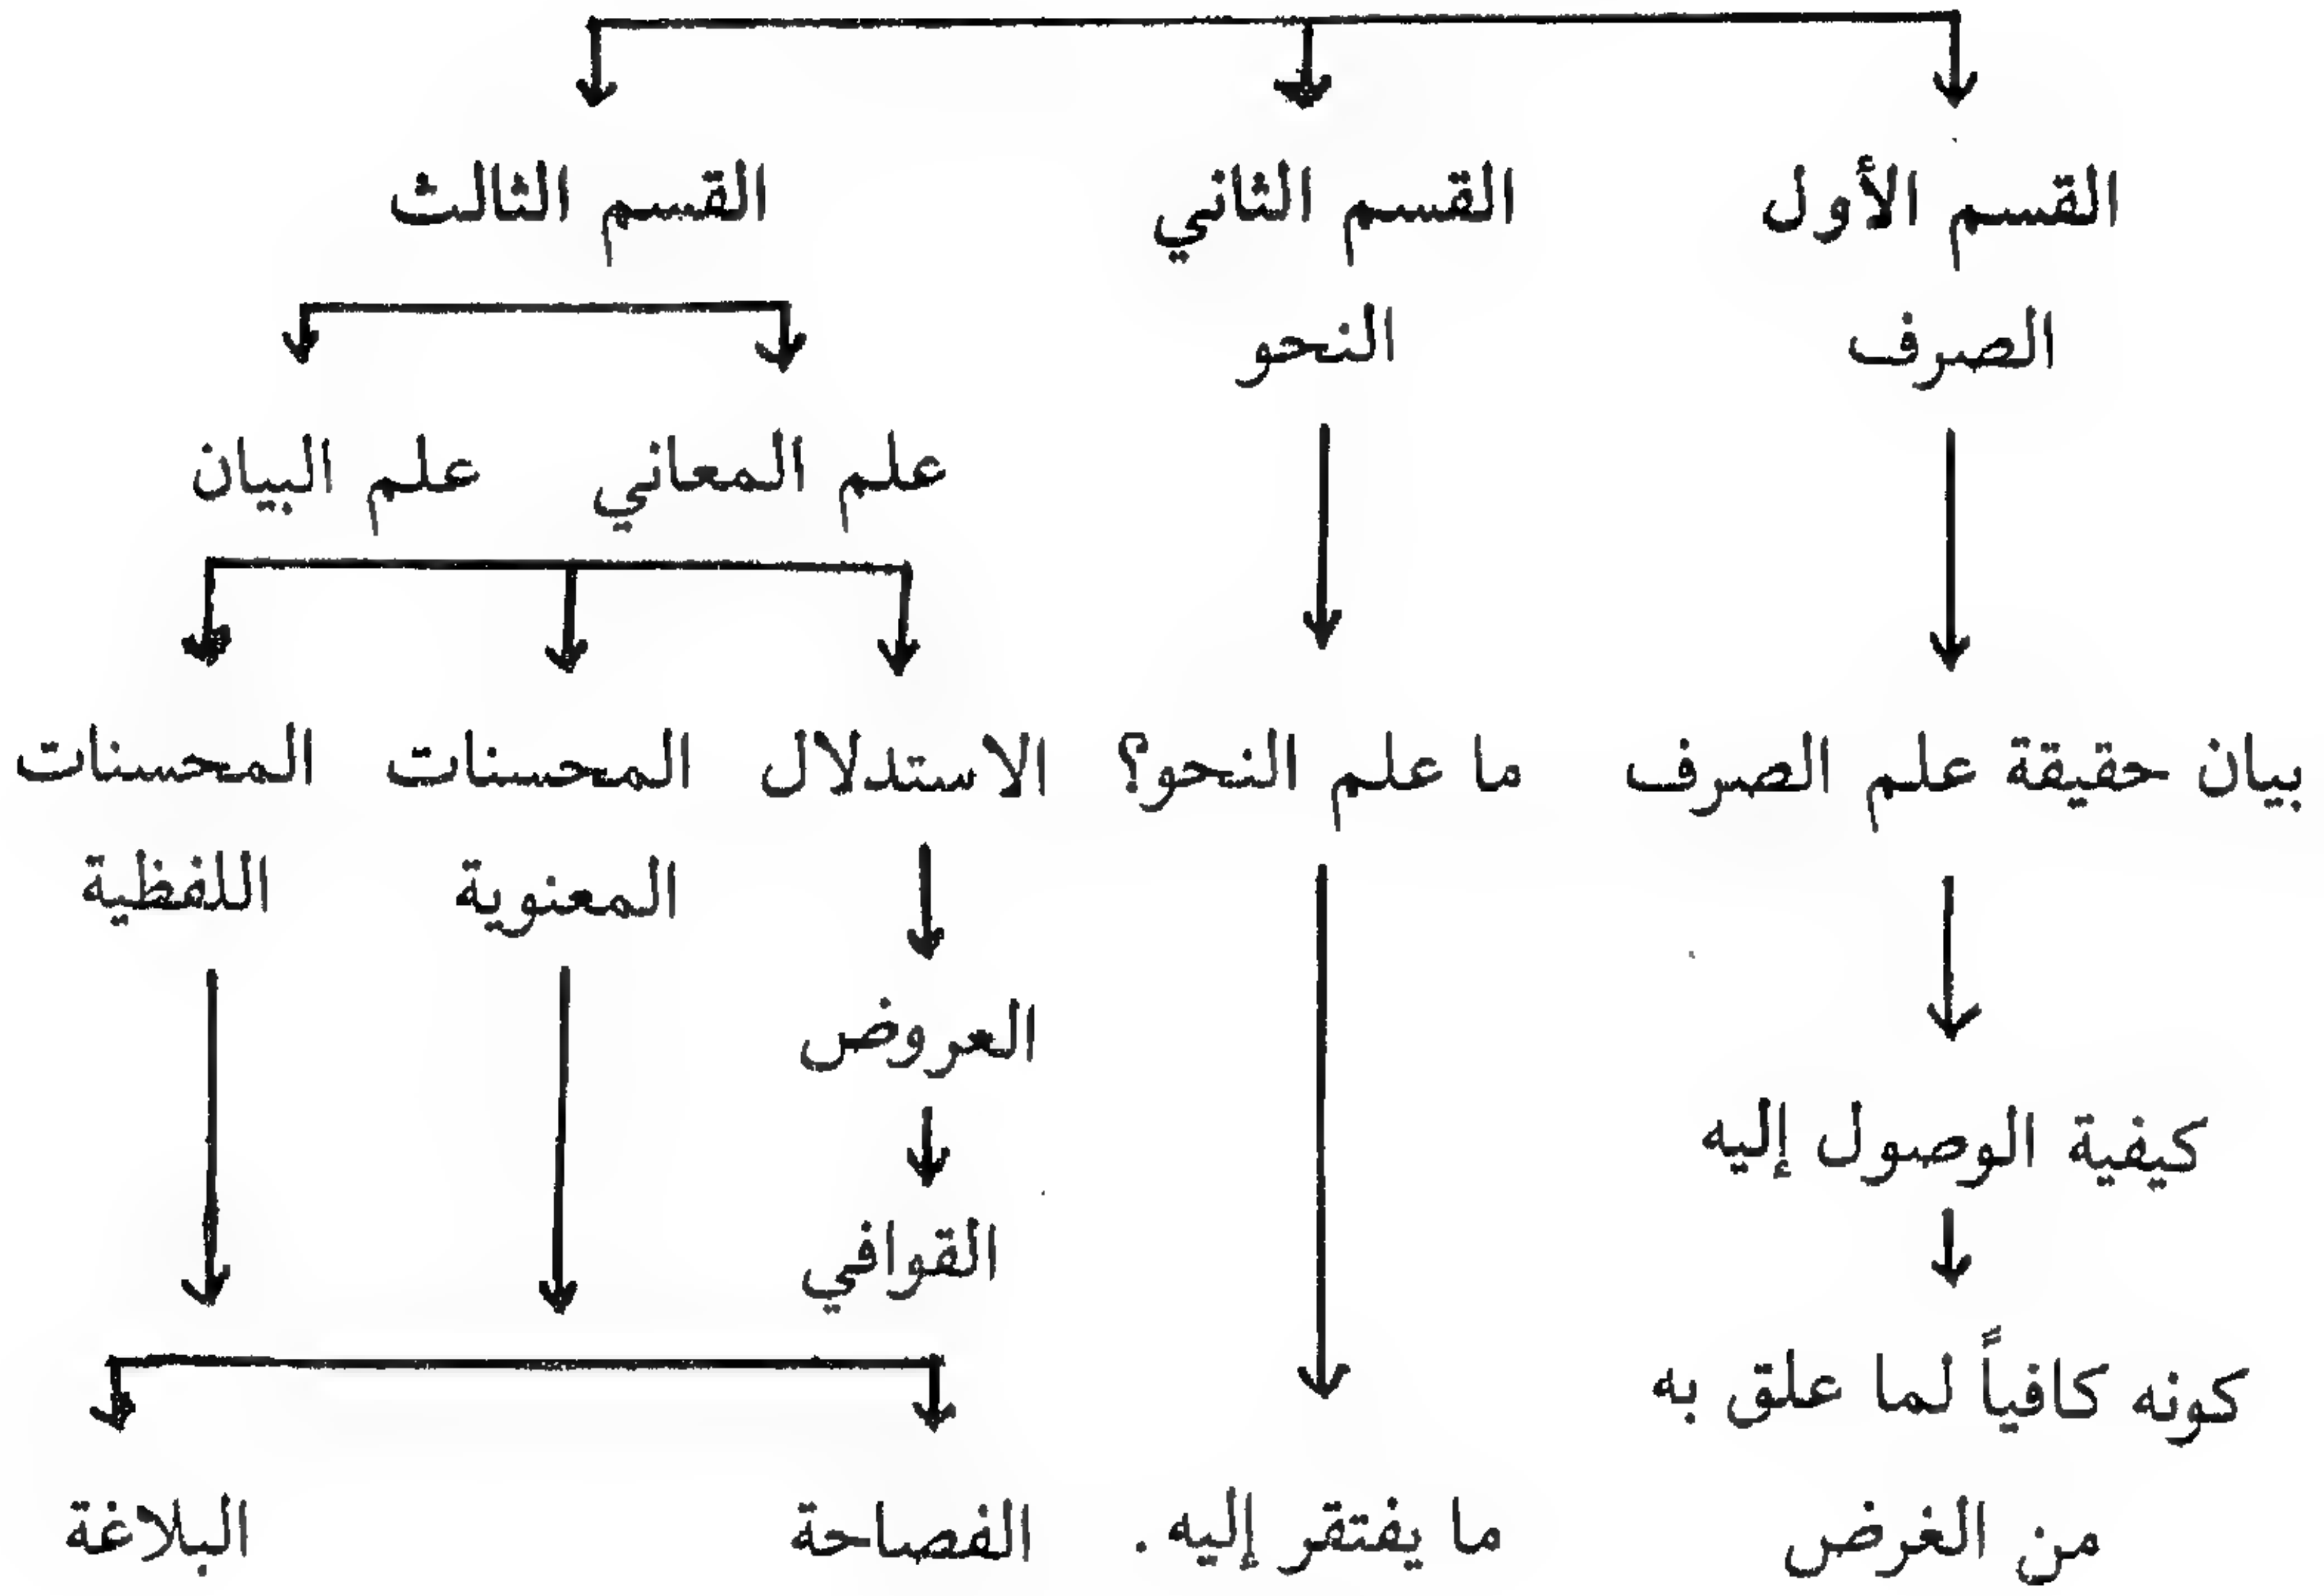 القسم الأول
القسم الثاني
القسم الثالث
الصرف
النحو
علم المعاني
علم البيان
بيان حقيقة علم الصرف
ما علم النحو؟
الاستدلال
المحسنات
المعنوية
المحسنات
اللفظية
العروض
القوافي
كيفية الوصول إليه
كونه كافياً لما علق به
من الغرض
ما يفتقر إليه .
الفصاحة
البلاغة